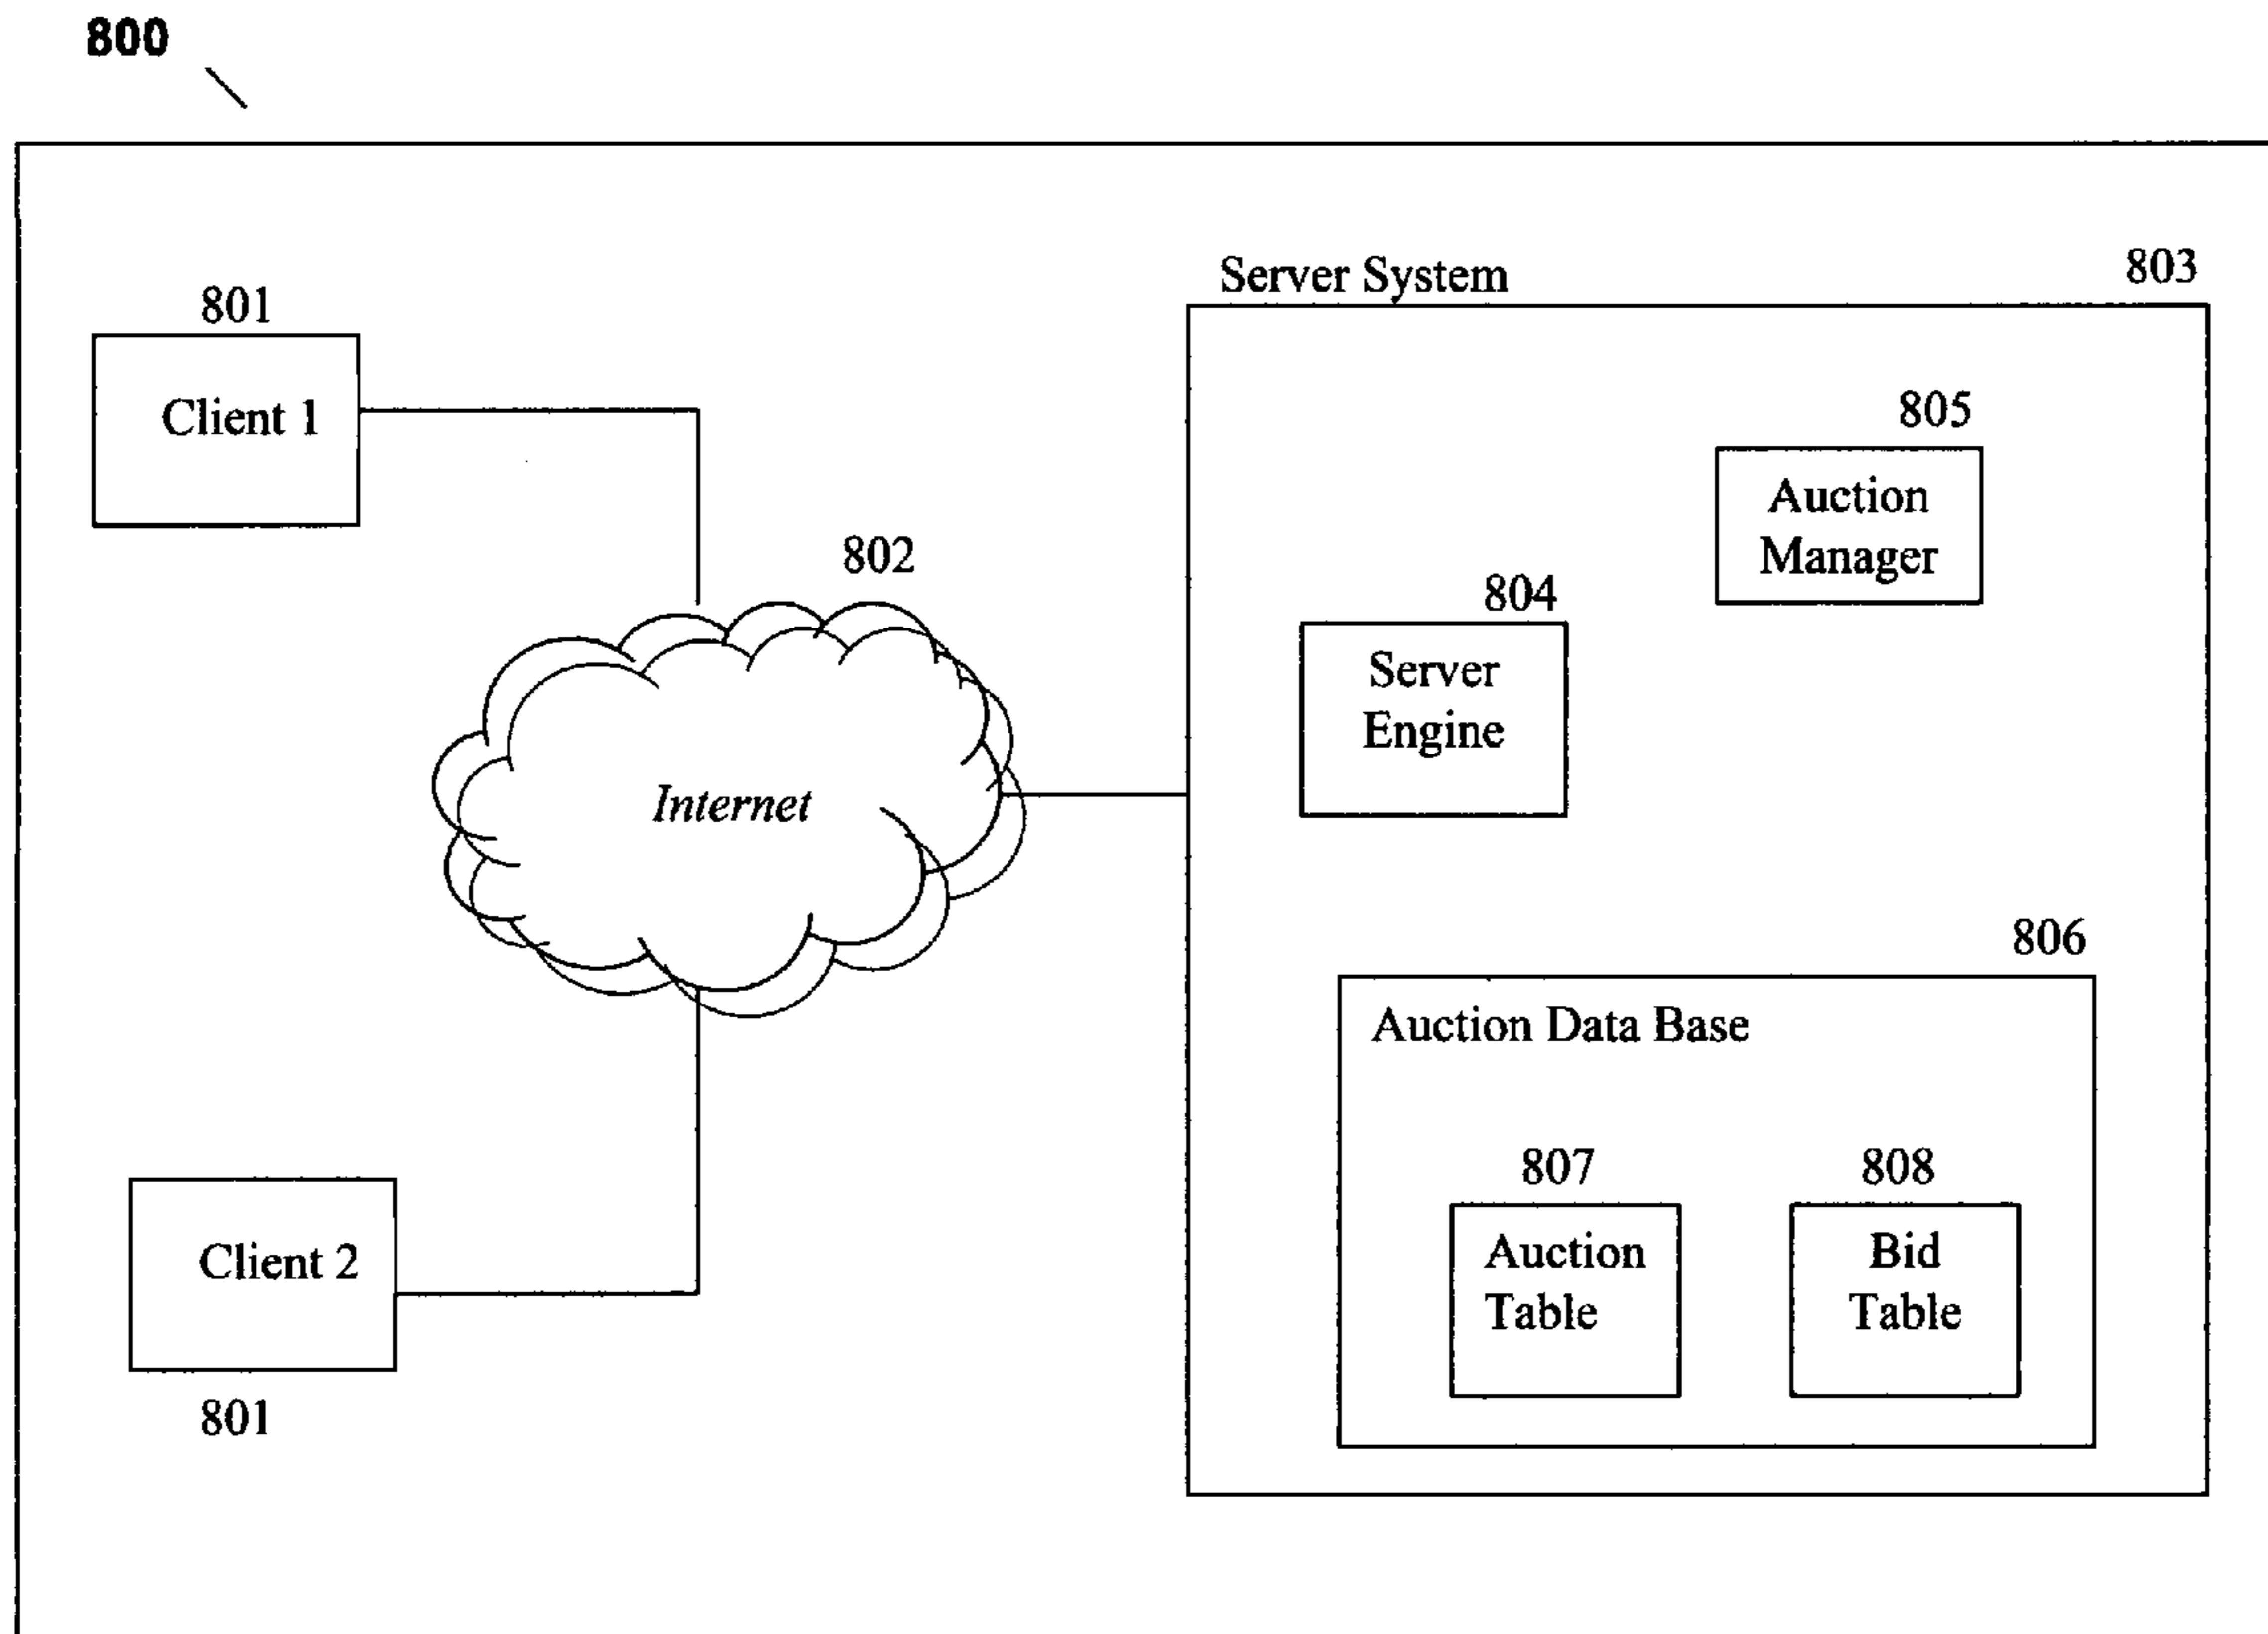 800
Server System
803
801
Client 1
805
Auction
Manager
802
804
Server
Engine
Internet
806
Auction Data Base
807
808
Auction
Table
Bid
Table
Client 2
801